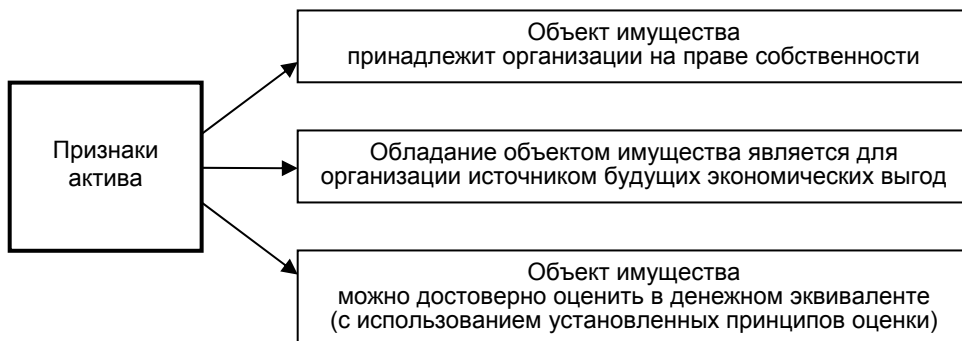 Признаки
актива
Объект имущества
принадлежит организации на праве собственности
Обладание объектом имущества является для
организации источником будущих экономических выгод
Объект имущества
можно достоверно оценить в денежном эквиваленте
(с использованием установленных принципов оценки)